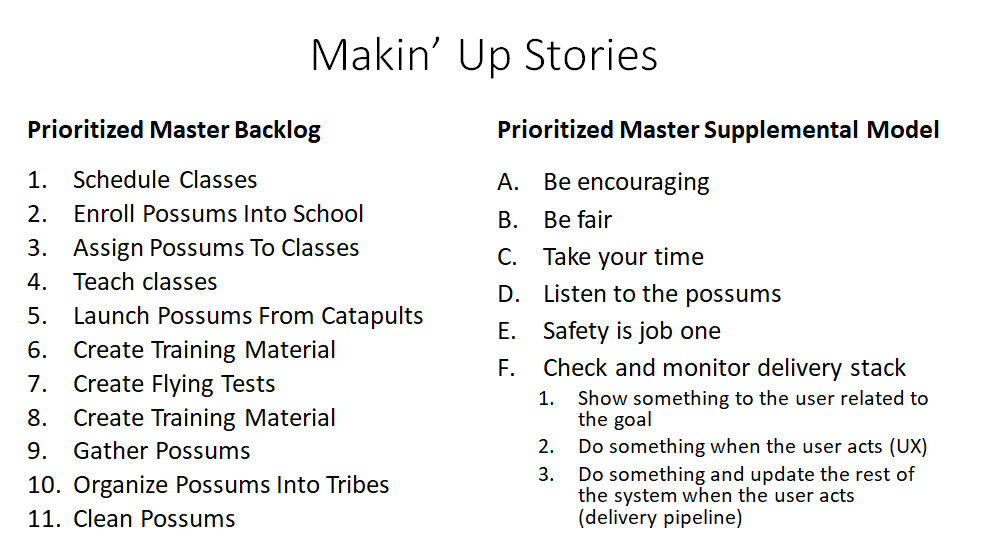 Makin’ Up Stories
Prioritized Master Backlog
1. Schedule Classes
2. Enroll Possums Into School
3. Assign Possums To Classes
4. Teach classes
5. Launch Possums From Catapults
6. Create Training Material
7. Create Flying Tests
8. Create Training Material
9. Gather Possums
10. Organize Possums Into Tribes
11. Clean Possums
Prioritized Master Supplemental Model
A. Be encouraging
B. Be fair
C. Take your time
D. Listen to the possums
E. Safety is job one
F. Check and monitor delivery stack
1. Show something to the user related to
the goal
2. Do something when the user acts (UX)
3. Do something and update the rest of
the system when the user acts
(delivery pipeline)